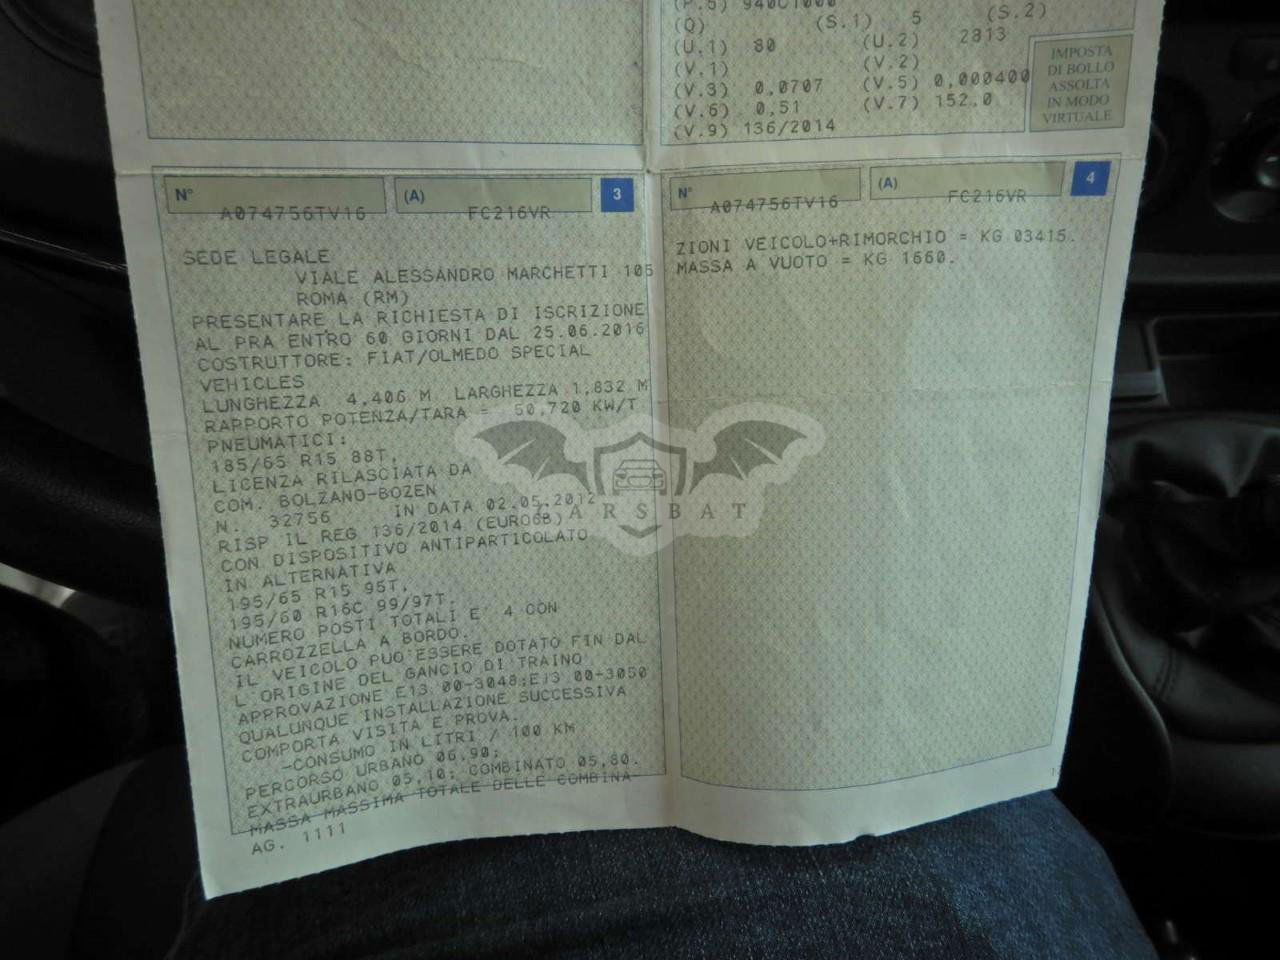 (P.5) 940C1000
(Q) (S.1) 5 (S.2)
(U.1) 80 (U.2) 2813
(V.1) (V.2)
(V.3) 0,0707 (V.5) 0,000400
(V.6) 0,51 (V.7) 152.0
(V.9) 136/2014
IMPOSTA
DI BOLLO
ASSOLTA
IN MODO
VIRTUALE
N° A074756TV16 (A) FC216VR 3
SEDE LEGALE
VIALE ALESSANDRO MARCHETTI 105
ROMA (RM)
PRESENTARE LA RICHIESTA DI ISCRIZIONE
AL PRA ENTRO 60 GIORNI DAL 25.06.2016
COSTRUTTORE: FIAT/OLMEDO SPECIAL
VEHICLES
LUNGHEZZA 4,406 M LARGHEZZA 1,832 M
RAPPORTO POTENZA/TARA = 50,720 KW/T
PNEUMATICI:
185/65 R15 88T,
LICENZA RILASCIATA DA
COM. BOLZANO-BOZEN
N. 32756 IN DATA 02.05.2012
RISP IL REG 136/2014 (EURO6B)
CON DISPOSITIVO ANTIPARTICOLATO
IN ALTERNATIVA
195/65 R15 95T,
195/60 R16C 99/97T.
NUMERO POSTI TOTALI E' 4 CON
CARROZZELLA A BORDO.
IL VEICOLO PUO'ESSERE DOTATO FIN DAL
L'ORIGINE DEL GANCIO DI TRAINO
APPROVAZIONE E13 00-3048;E13 00-3050
QUALUNQUE INSTALLAZIONE SUCCESSIVA
COMPORTA VISITA E PROVA.
-CONSUMO IN LITRI / 100 KM
PERCORSO URBANO 06,90;
EXTRAURBANO 05,10; COMBINATO 05,80.
MASSA MASSIMA TOTALE DELLE COMBINA-
AG. 1111
N° A074756TV16 (A) FC216VR 4
ZIONI VEICOLO+RIMORCHIO = KG 03415.
MASSA A VUOTO = KG 1660.
CARSBAT